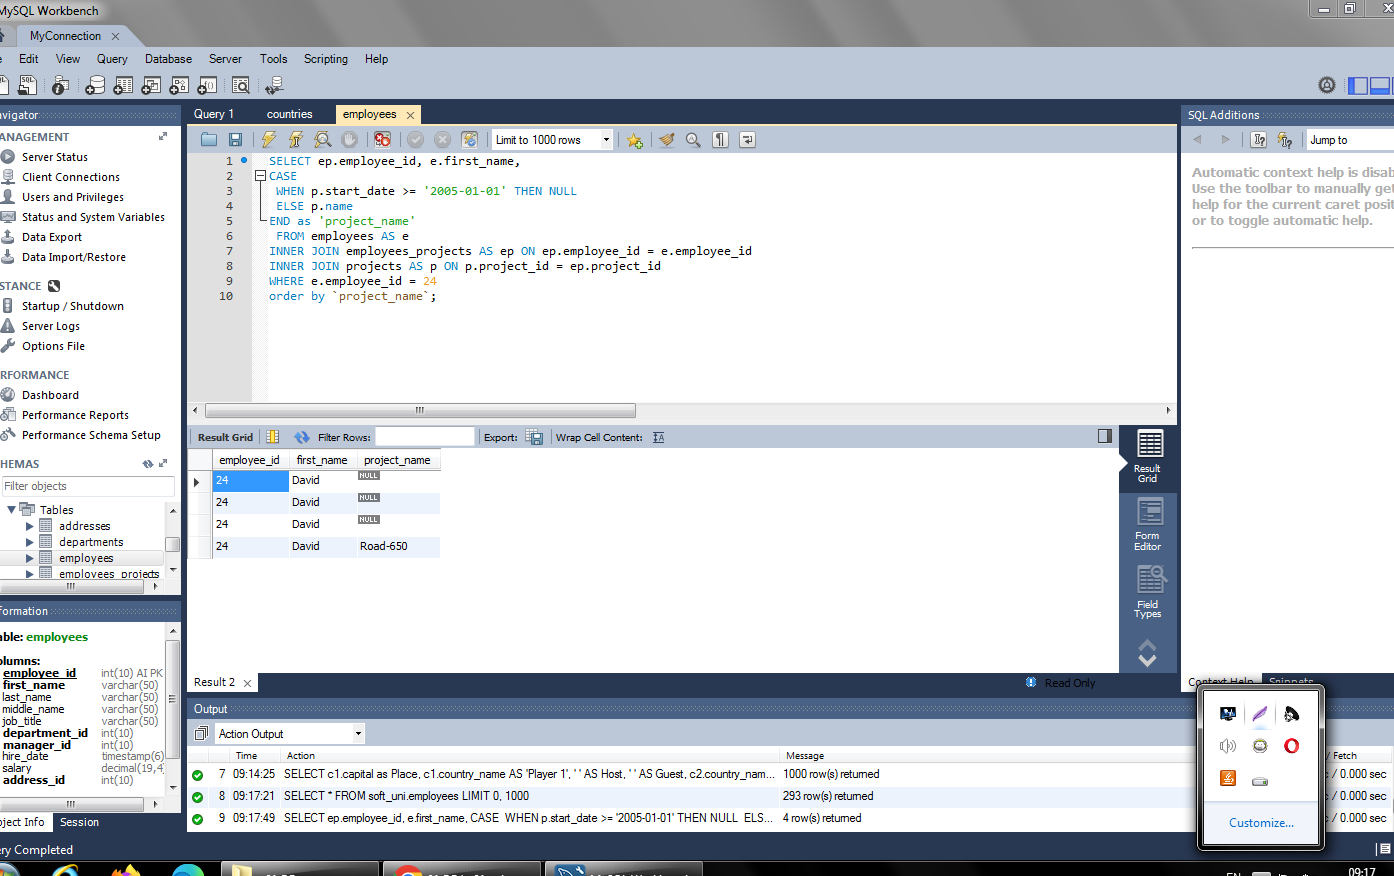 MySQL Workbench
MyConnection
Edit View Query Database Server Tools Scripting Help
avigator
ANAGEMENT
Server Status
Client Connections
Users and Privileges
Status and System Variables
Data Export
Data Import/Restore
STANCE
Startup / Shutdown
Server Logs
Options File
RFORMANCE
Dashboard
Performance Reports
Performance Schema Setup
HEMAS
Filter objects
Tables
addresses
departments
employees
employees_projects
formation
able: employees
olumns:
employee_id int(10) AI PK
first_name varchar(50)
last_name varchar(50)
middle_name varchar(50)
job_title varchar(50)
department_id int(10)
manager_id int(10)
hire_date timestamp(6)
salary decimal(19,4
address_id int(10)
oject Info Session
ery Completed
Query 1 countries employees
Limit to 1000 rows
1 SELECT ep.employee_id, e.first_name,
2 CASE
3 WHEN p.start_date >= '2005-01-01' THEN NULL
4 ELSE p.name
5 END as 'project_name'
6 FROM employees AS e
7 INNER JOIN employees_projects AS ep ON ep.employee_id = e.employee_id
8 INNER JOIN projects AS p ON p.project_id = ep.project_id
9 WHERE e.employee_id = 24
10 order by `project_name`;
Result Grid Filter Rows: Export: Wrap Cell Content:
employee_id first_name project_name
24 David NULL
24 David NULL
24 David NULL
24 David Road-650
Result Grid
Form Editor
Field Types
Result 2
Read Only
SQL Additions
Jump to
Automatic context help is disab
Use the toolbar to manually get
help for the current caret posit
or to toggle automatic help.
Context Help Snippets
Output
Action Output
Time Action Message / Fetch
7 09:14:25 SELECT c1.capital as Place, c1.country_name AS 'Player 1', ' ' AS Host, ' ' AS Guest, c2.country_nam... 1000 row(s) returned / 0.000 sec
8 09:17:21 SELECT * FROM soft_uni.employees LIMIT 0, 1000 293 row(s) returned / 0.000 sec
9 09:17:49 SELECT ep.employee_id, e.first_name, CASE WHEN p.start_date >= '2005-01-01' THEN NULL ELS... 4 row(s) returned / 0.000 sec
Customize...
EN
09:17